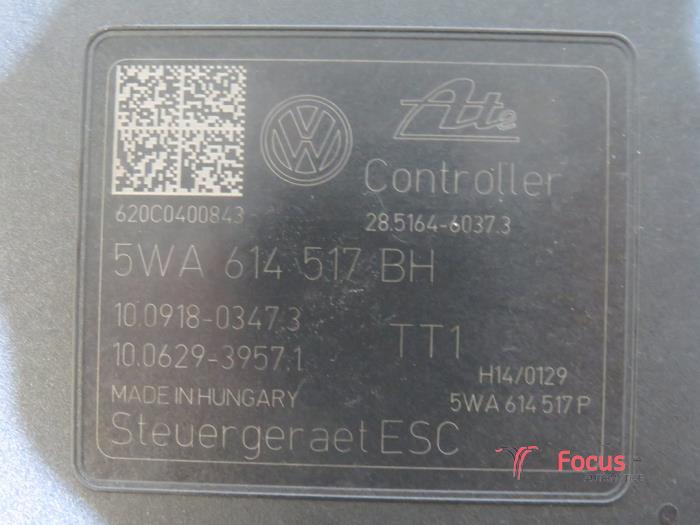 Ate
Controller
620C0400843
28.5164-6037.3
5WA 614 517 BH
10.0918-0347.3
10.0629-3957.1
TT1
H14/0129
MADE IN HUNGARY
5WA 614 517 P
Steuergeraet ESC
Focus
AUTOMOTIVE